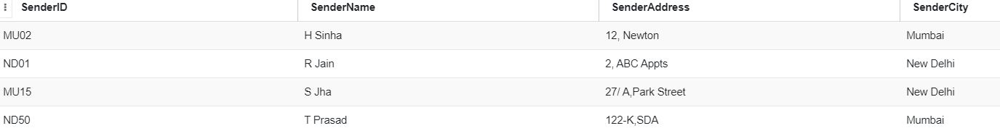 SenderID SenderName SenderAddress SenderCity
MU02 H Sinha 12, Newton Mumbai
ND01 R Jain 2, ABC Appts New Delhi
MU15 S Jha 27/ A,Park Street New Delhi
ND50 T Prasad 122-K,SDA Mumbai